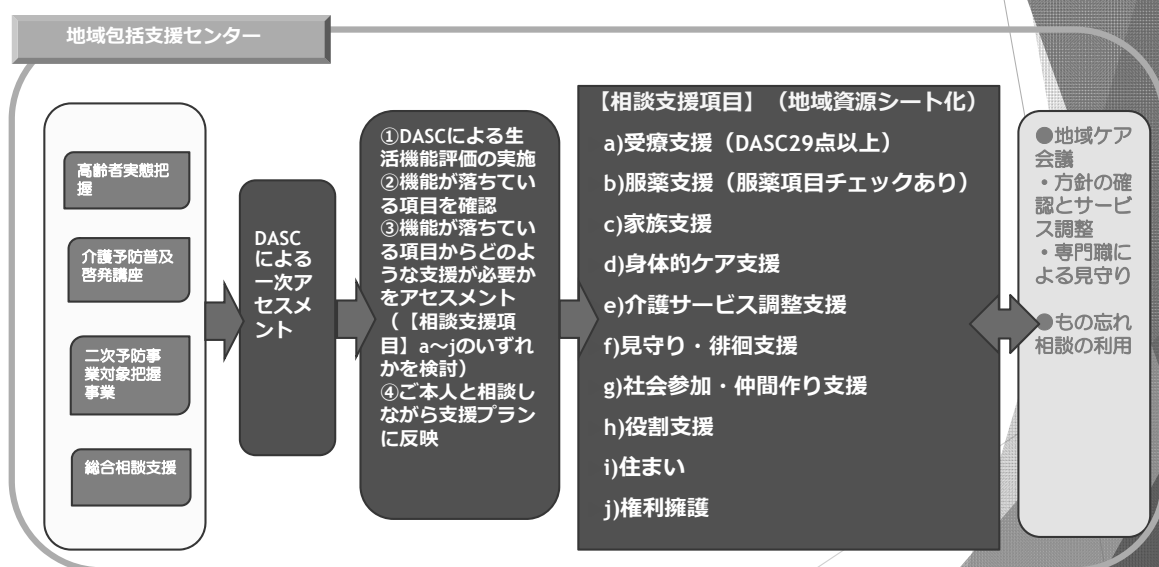 地域包括支援センター
高齢者実態把
握
介護予防普及
啓発講座
二次予防事
業対象把握
事業
総合相談支援
DASC
による
一次ア
セスメ
ント
①DASCによる生
活機能評価の実施
②機能が落ちてい
る項目を確認
③機能が落ちてい
る項目からどのよ
うな支援が必要か
をアセスメント
（【相談支援項
目】a～jのいずれ
かを検討）
④ご本人と相談し
ながら支援プラン
に反映
【相談支援項目】（地域資源シート化）
a)受療支援（DASC29点以上）
b)服薬支援（服薬項目チェックあり）
c)家族支援
d)身体的ケア支援
e)介護サービス調整支援
f)見守り・徘徊支援
g)社会参加・仲間作り支援
h)役割支援
i)住まい
j)権利擁護
●地域ケア
会議
・方針の確
認とサービ
ス調整
・専門職に
よる見守り
●もの忘れ
相談の利用